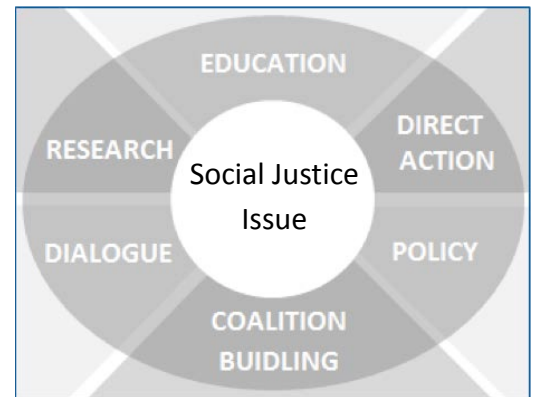 EDUCATION
DIRECT
ACTION
RESEARCH
Social Justice
Issue
DIALOGUE
POLICY
COALITION
BUIDLING